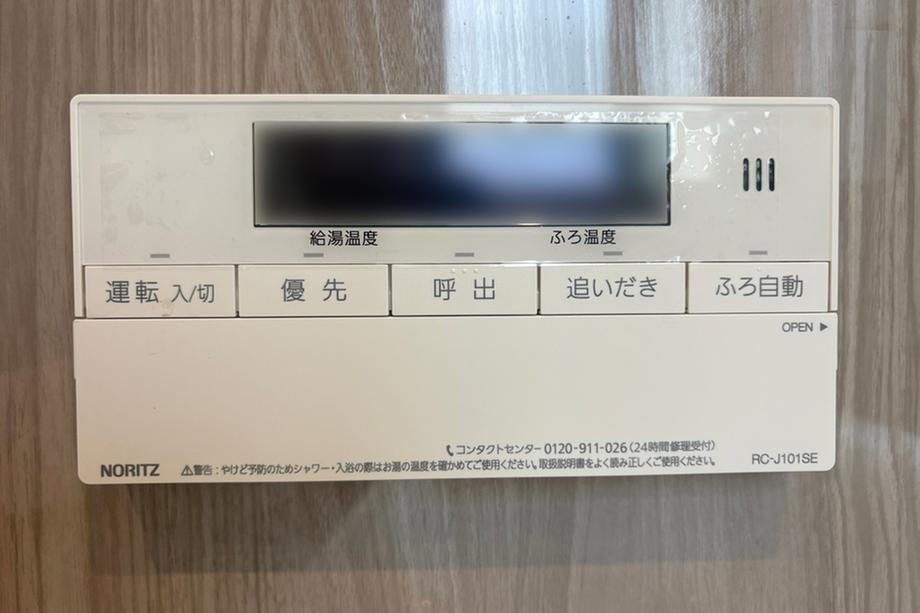 給湯温度 ふろ温度
運転 入/切 優先 呼出 追いだき ふろ自動
OPEN ▶
コンタクトセンター 0120-911-026(24時間修理受付)
NORITZ ⚠警告:やけど予防のためシャワー・入浴の際はお湯の温度を確かめてご使用ください。取扱説明書をよく読み正しくご使用ください。 RC-J101SE